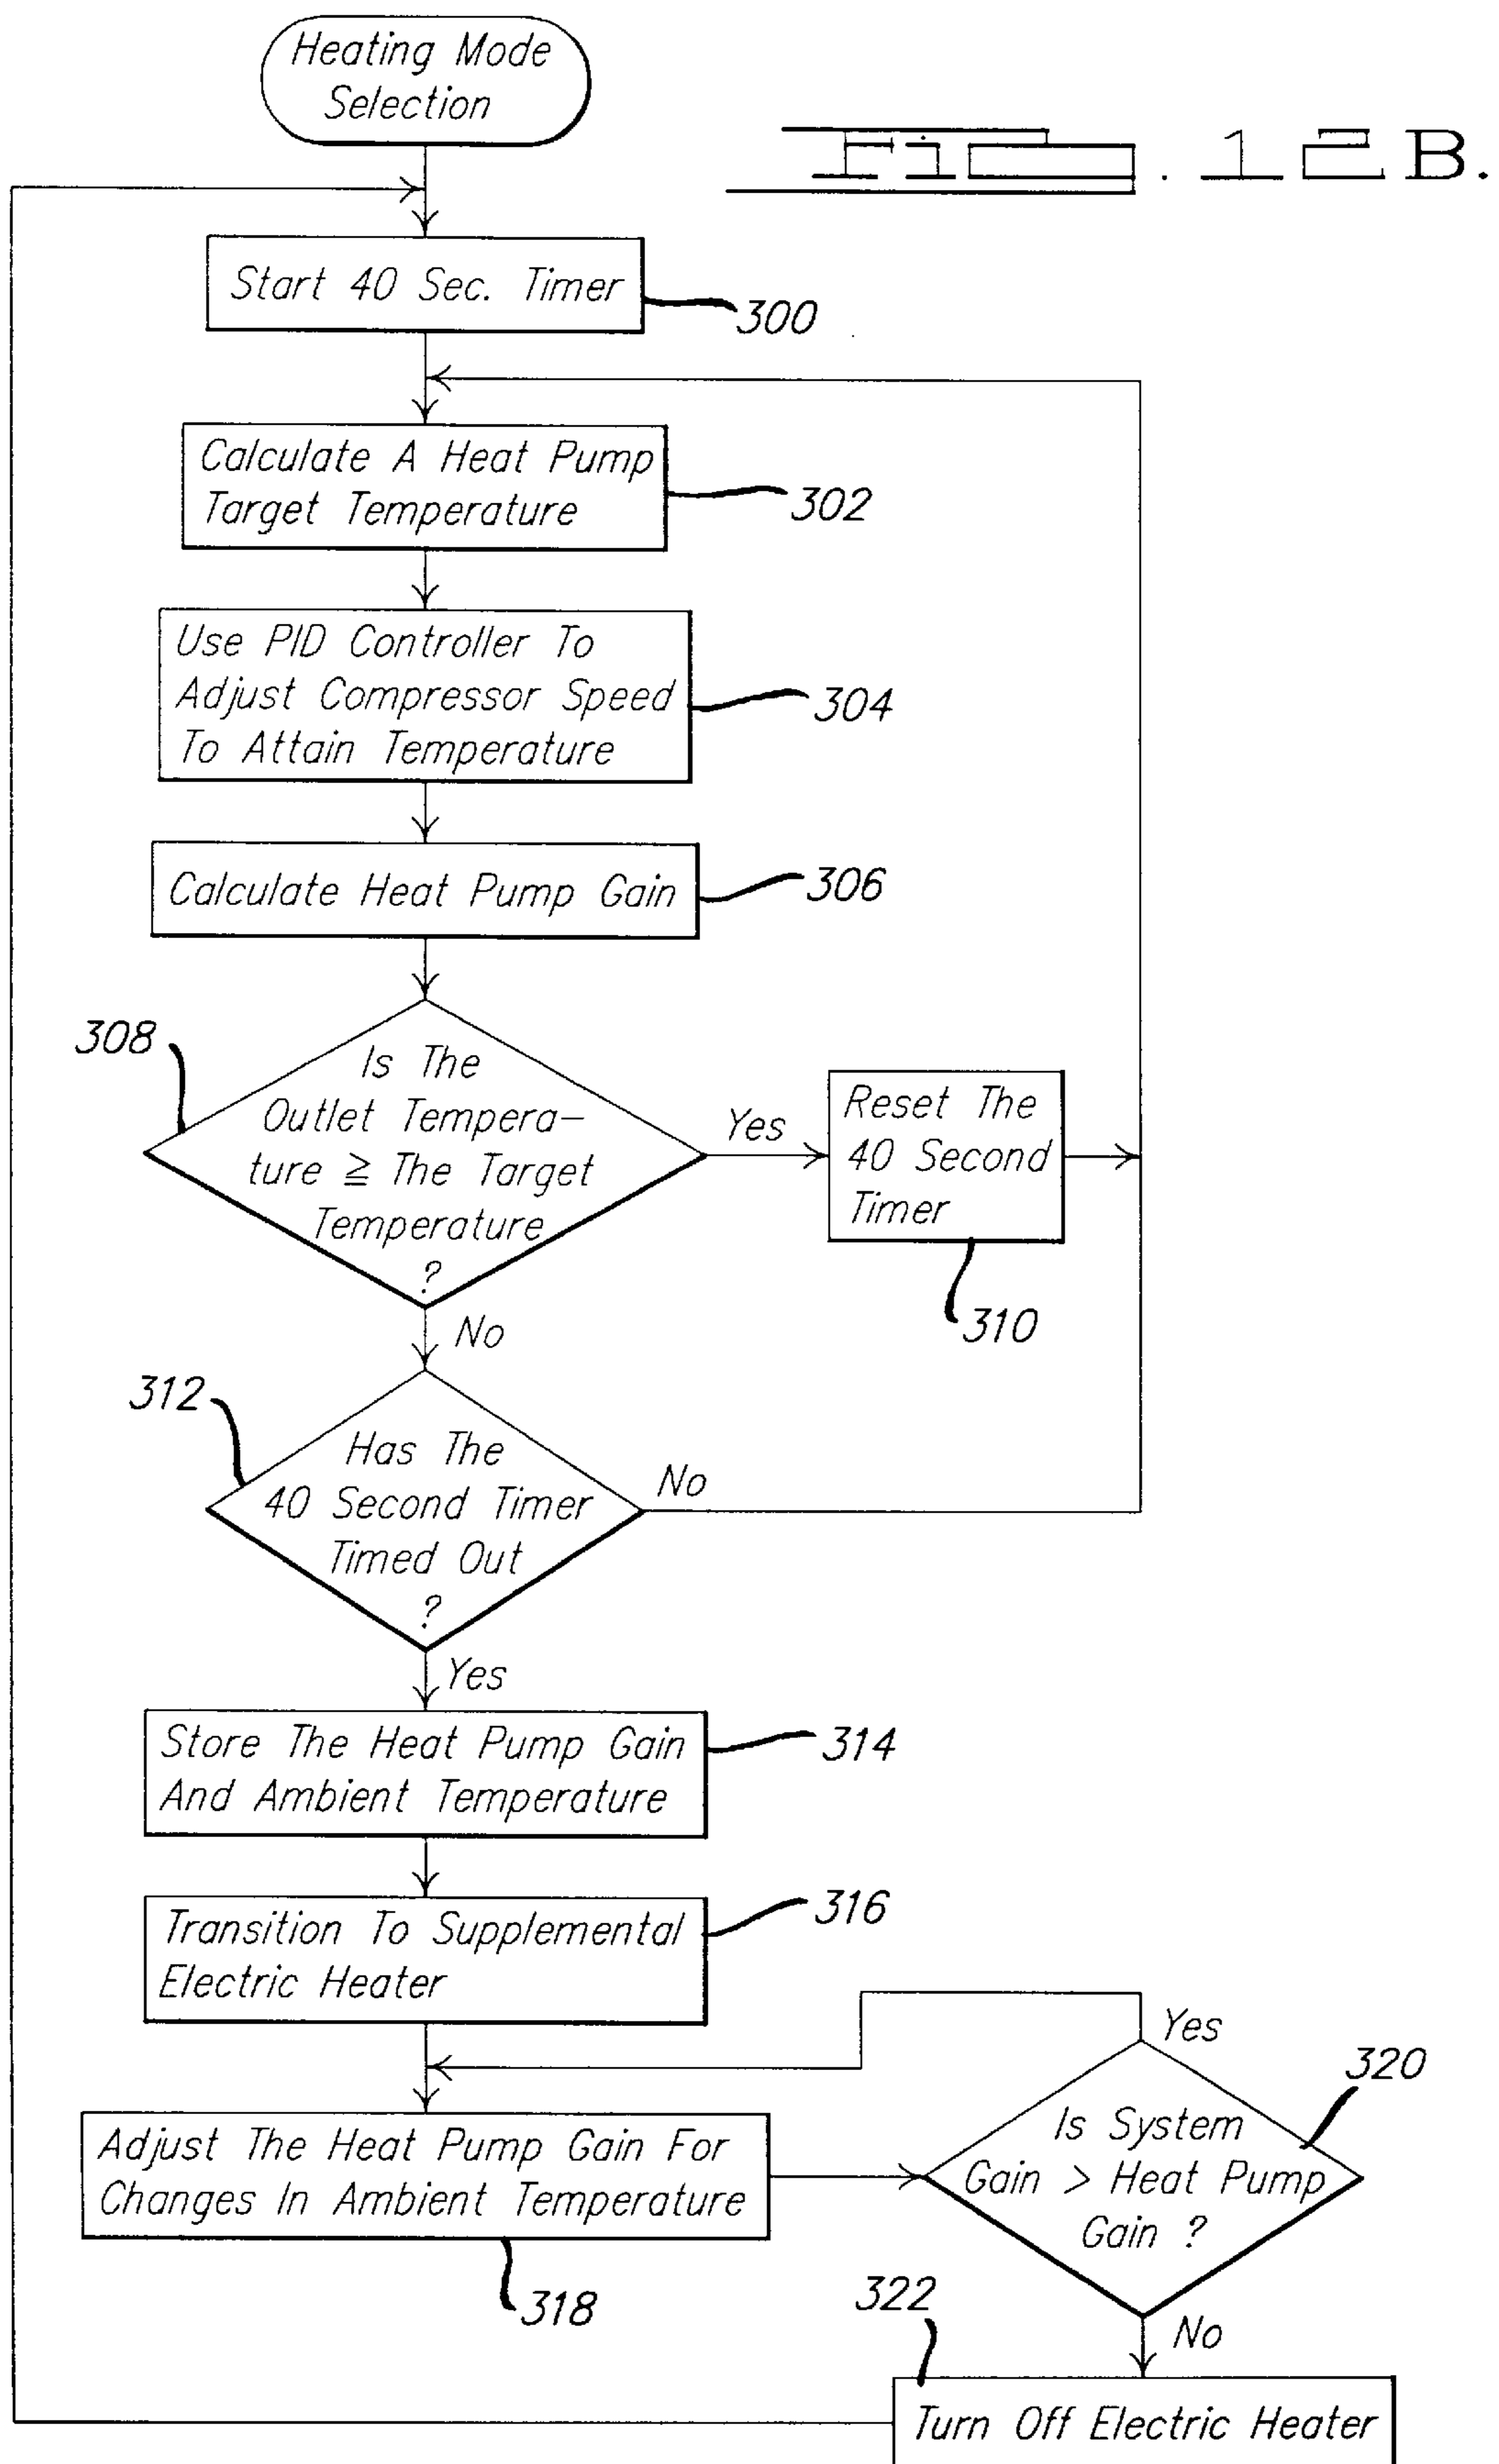 Heating Mode
Selection
Fig. 12B.
Start 40 Sec. Timer
300
Calculate A Heat Pump
Target Temperature
302
Use PID Controller To
Adjust Compressor Speed
To Attain Temperature
304
Calculate Heat Pump Gain
306
308
Is The
Outlet Tempera-
ture ≧ The Target
Temperature
?
Yes
Reset The
40 Second
Timer
310
No
312
Has The
40 Second Timer
Timed Out
?
No
Yes
Store The Heat Pump Gain
And Ambient Temperature
314
Transition To Supplemental
Electric Heater
316
Adjust The Heat Pump Gain For
Changes In Ambient Temperature
318
Yes
320
Is System
Gain > Heat Pump
Gain ?
No
322
Turn Off Electric Heater